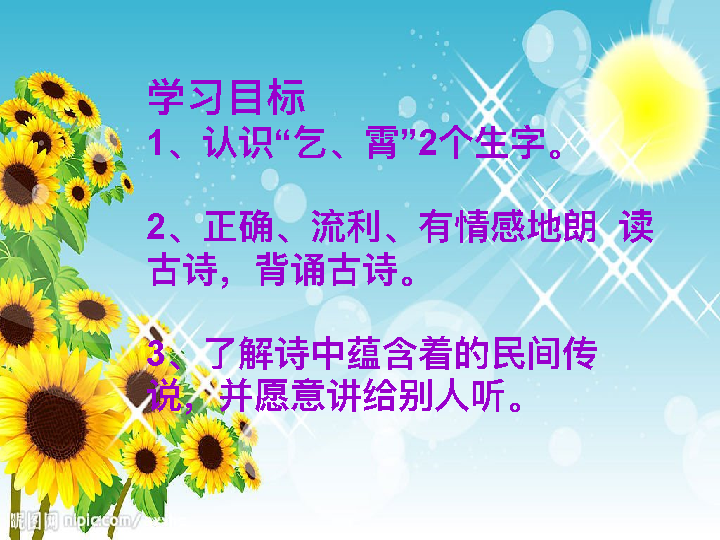 学习目标
1、认识“乞、霄”2个生字。
2、正确、流利、有情感地朗 读
古诗，背诵古诗。
3、了解诗中蕴含着的民间传
说，并愿意讲给别人听。
昵图网 nipic.com/